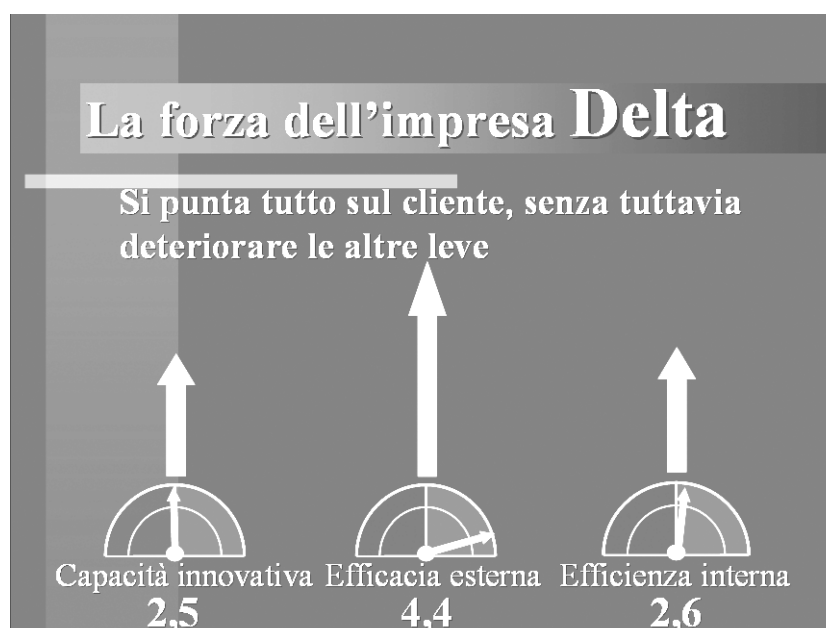 La forza dell'impresa Delta
Si punta tutto sul cliente, senza tuttavia
deteriorare le altre leve
Capacità innovativa Efficacia esterna Efficienza interna
2,5 4,4 2,6